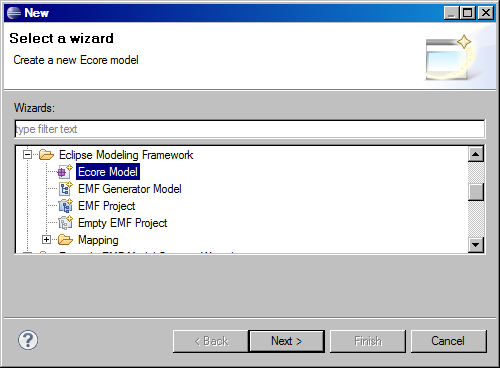 New
Select a wizard
Create a new Ecore model
Wizards:
type filter text
Eclipse Modeling Framework
Ecore Model
EMF Generator Model
EMF Project
Empty EMF Project
Mapping
?
< Back
Next >
Finish
Cancel